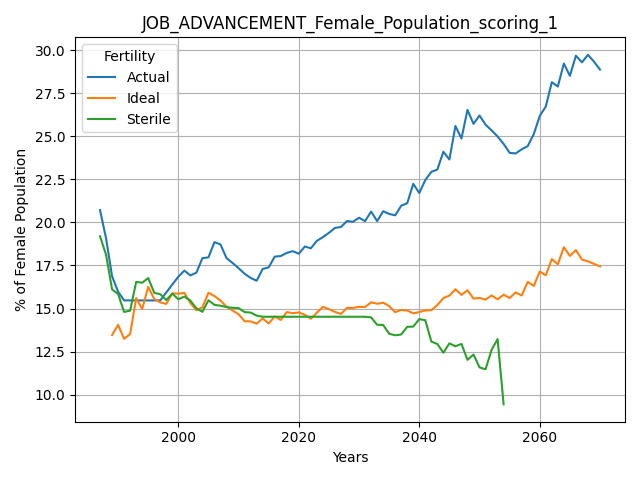 JOB_ADVANCEMENT_Female_Population_scoring_1
Fertility
Actual
Ideal
Sterile
% of Female Population
30.0
27.5
25.0
22.5
20.0
17.5
15.0
12.5
10.0
2000
2020
2040
2060
Years